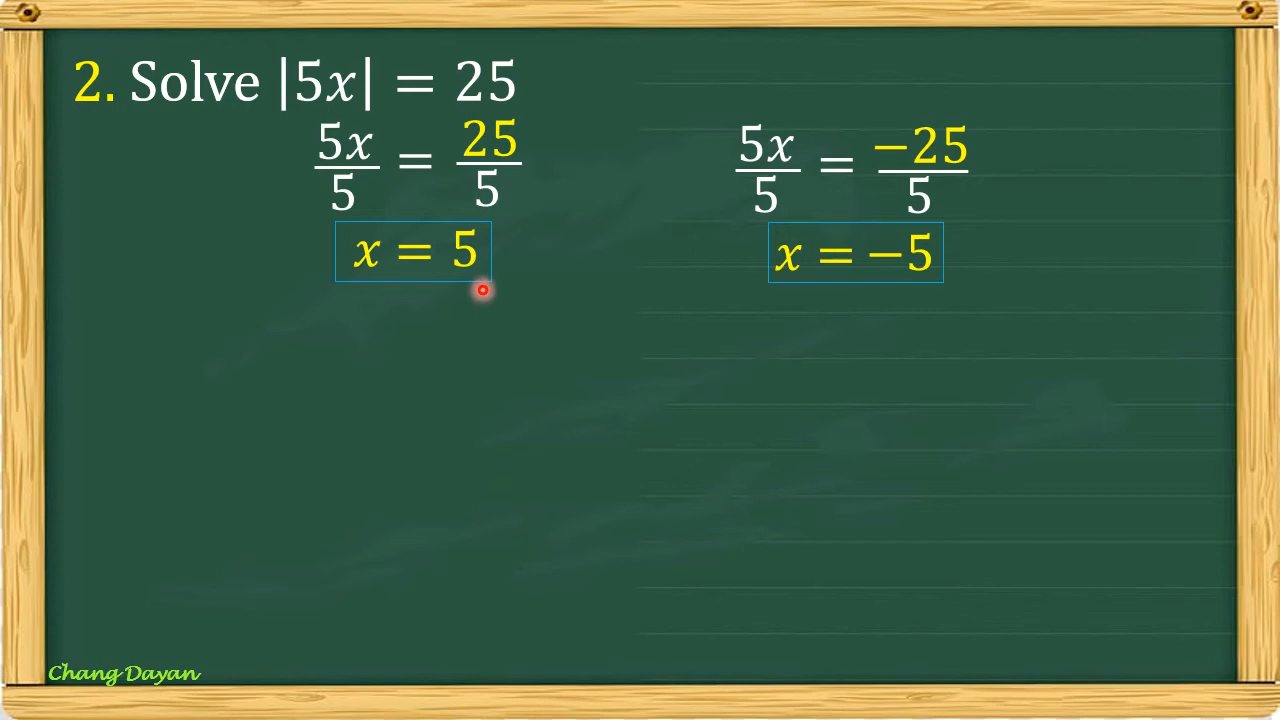 2. Solve |5x| = 25
5x/5 = 25/5
x = 5
5x/5 = −25/5
x = −5
Chang Dayan